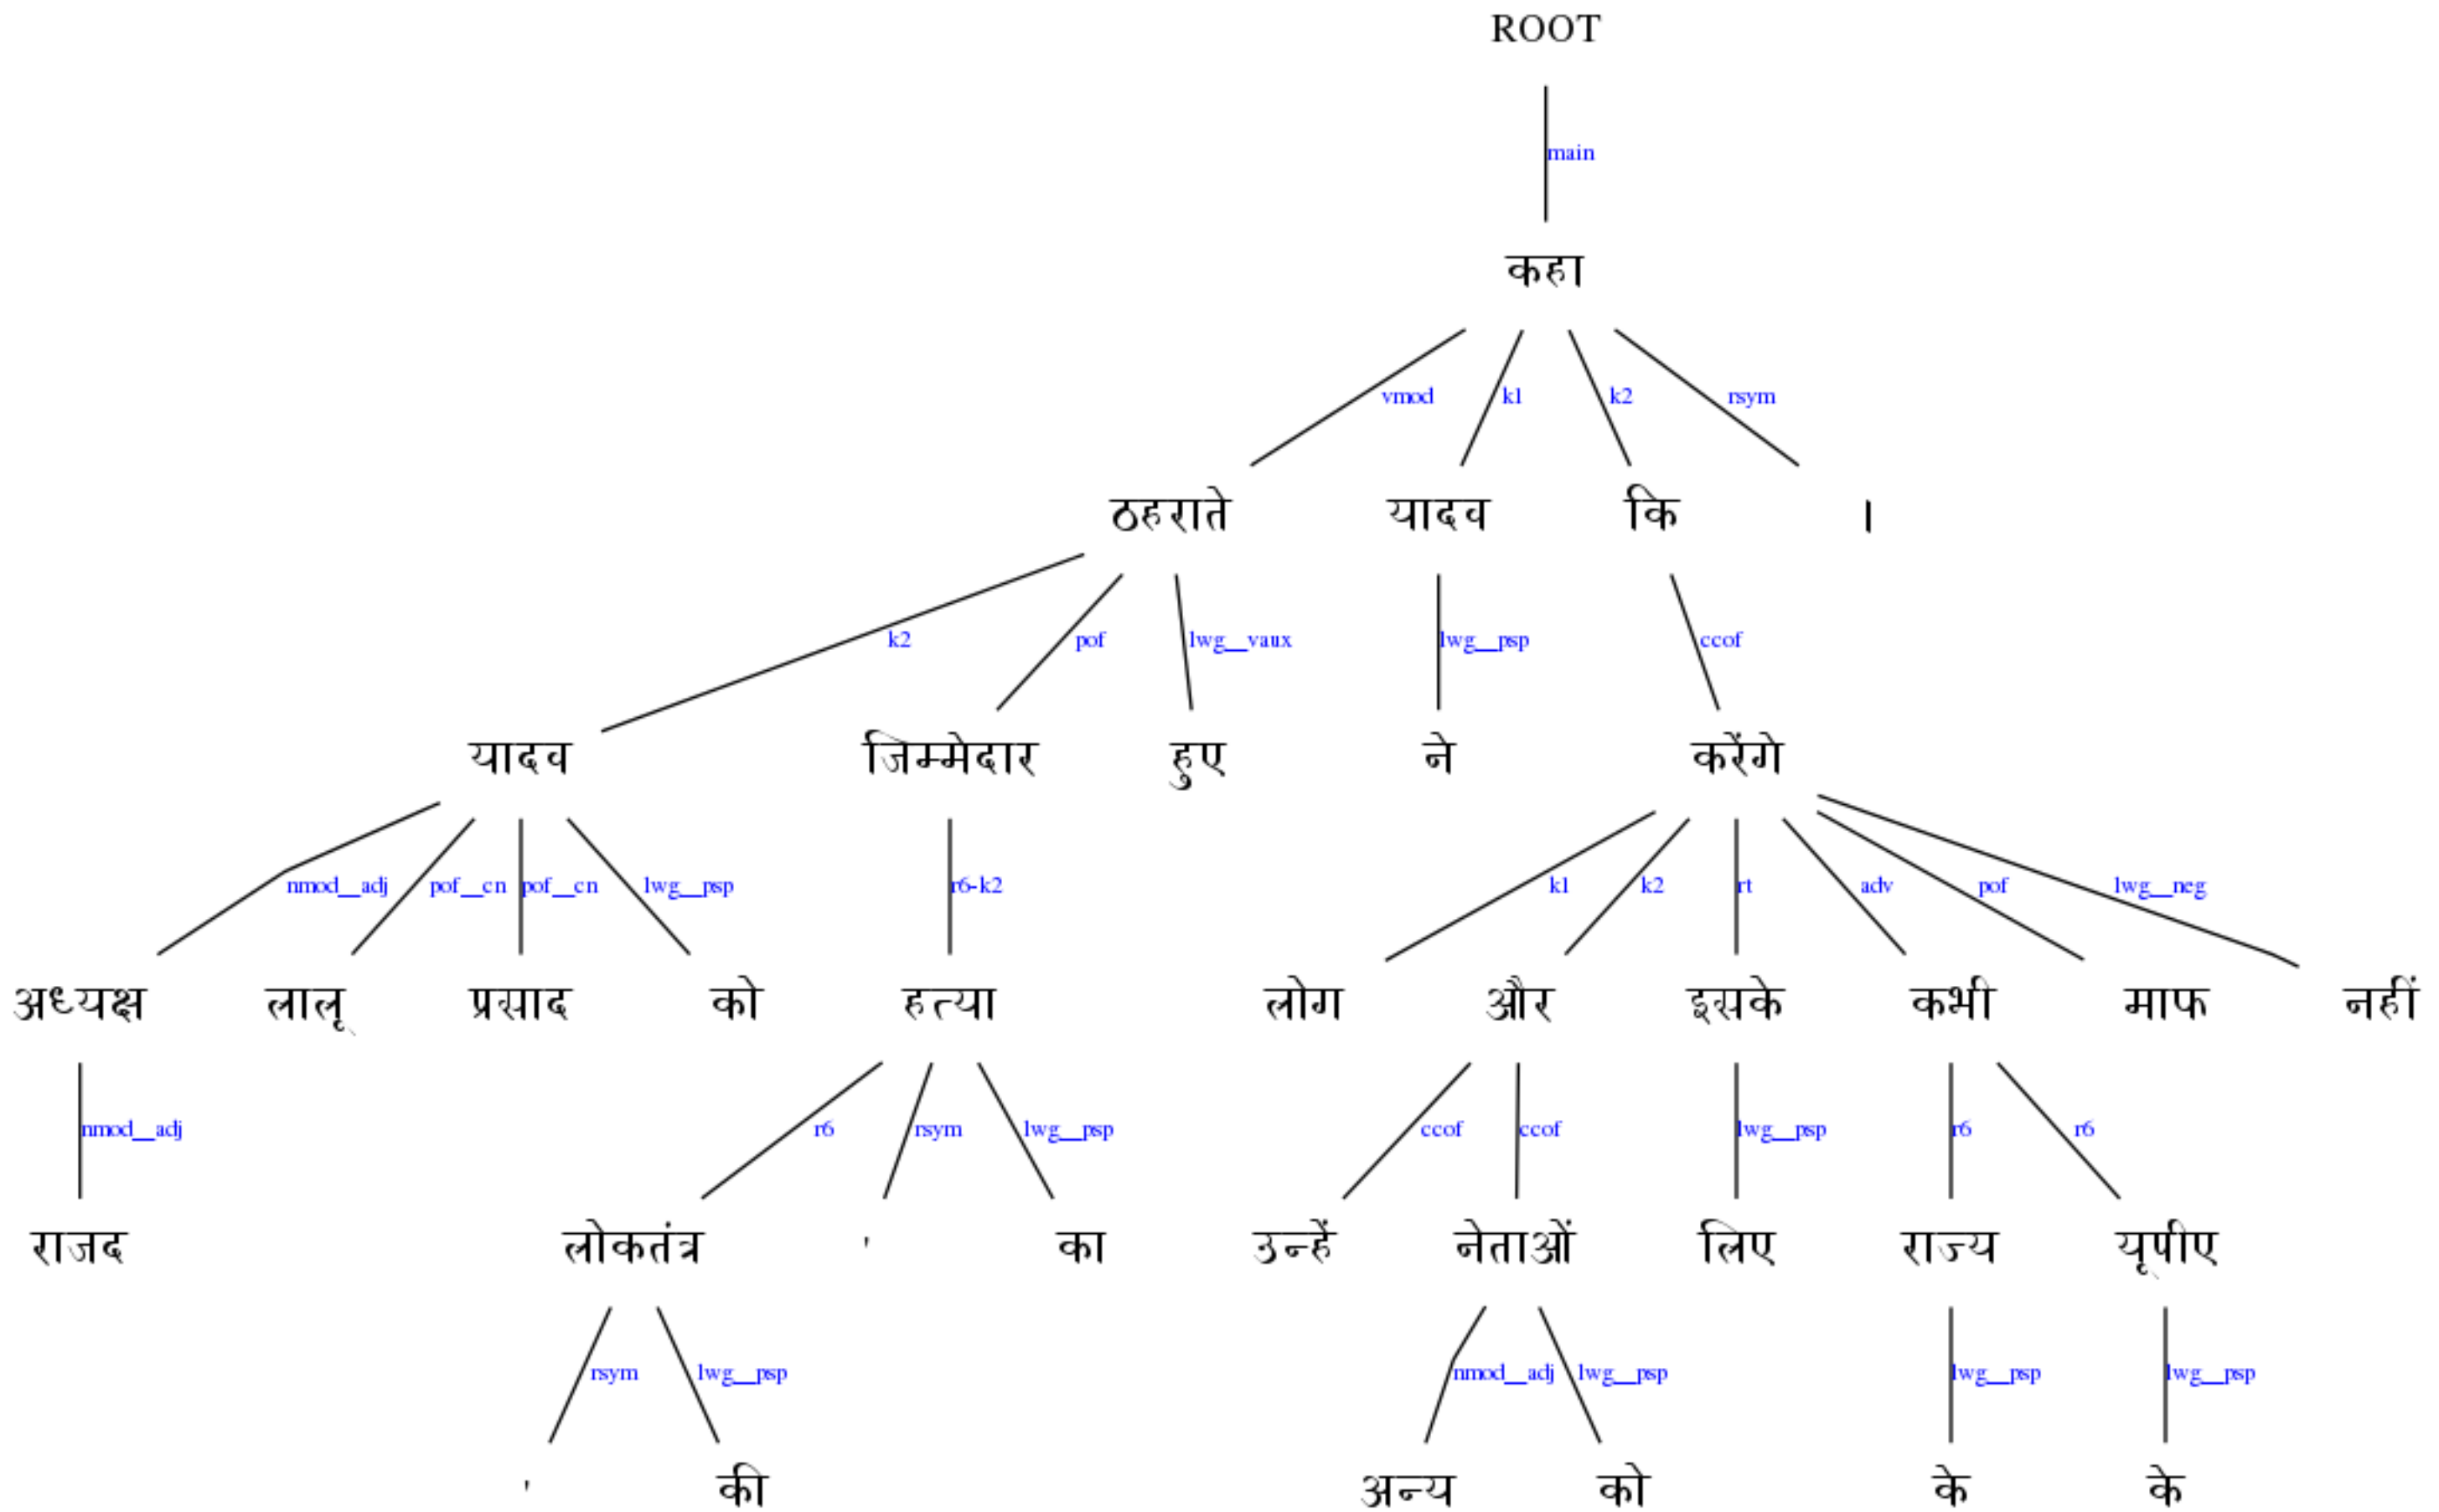 ROOT
main
कहा
vmod k1 k2 rsym
ठहराते यादव कि ।
k2 pof lwg__vaux lwg__psp ccof
यादव जिम्मेदार हुए ने करेंगे
nmod__adj pof__cn pof__cn lwg__psp r6-k2 k1 k2 rt adv pof lwg__neg
अध्यक्ष लालू प्रसाद को हत्या लोग और इसके कभी माफ नहीं
nmod__adj r6 rsym lwg__psp ccof ccof lwg__psp r6 r6
राजद लोकतंत्र ' का उन्हें नेताओं लिए राज्य यूपीए
rsym lwg__psp nmod__adj lwg__psp lwg__psp lwg__psp
' की अन्य को के के